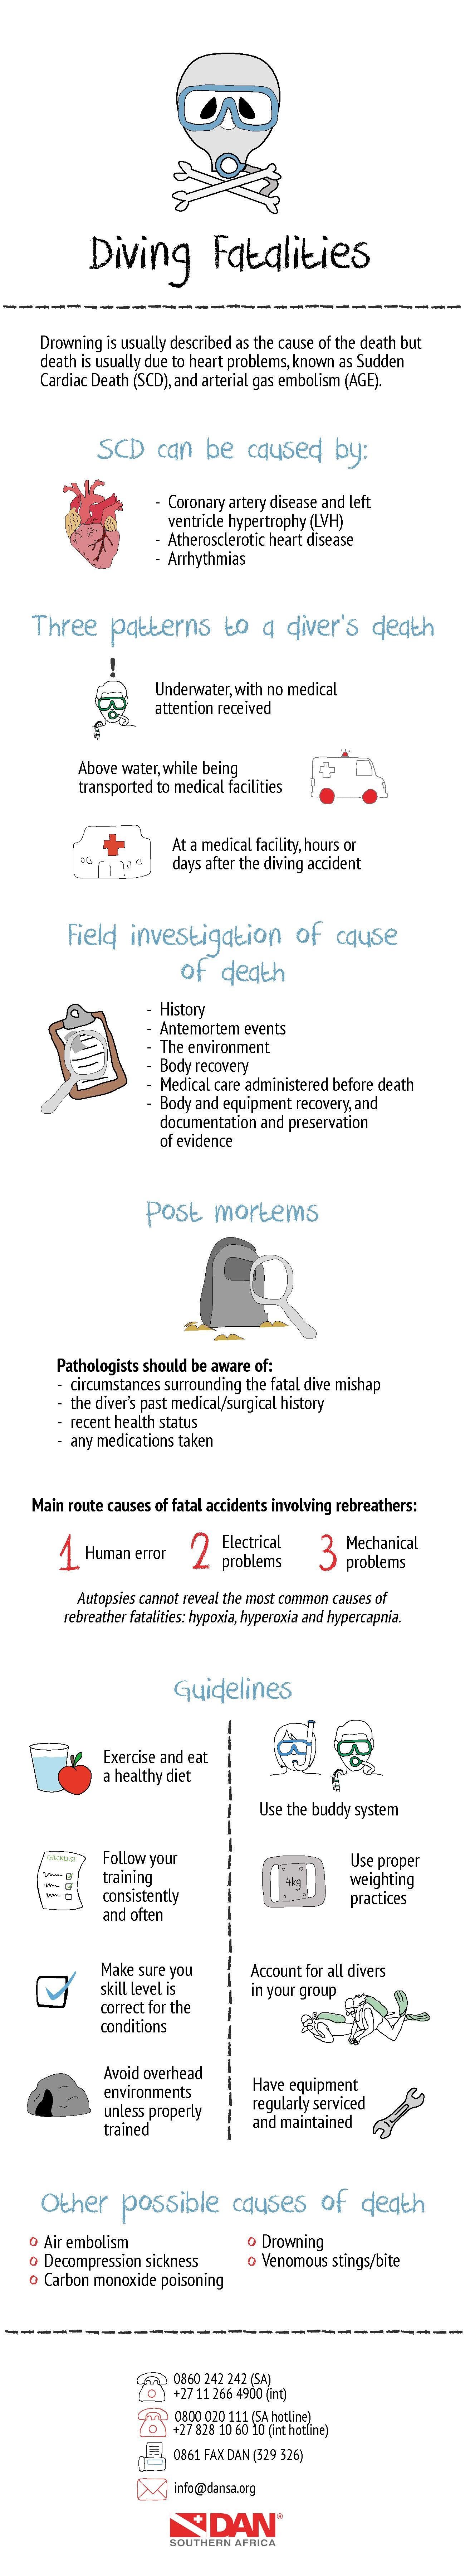 Diving Fatalities
Drowning is usually described as the cause of the death but
death is usually due to heart problems, known as Sudden
Cardiac Death (SCD), and arterial gas embolism (AGE).
SCD can be caused by:
- Coronary artery disease and left
ventricle hypertrophy (LVH)
- Atherosclerotic heart disease
- Arrhythmias
Three patterns to a diver's death
!
Underwater, with no medical
attention received
Above water, while being
transported to medical facilities
At a medical facility, hours or
days after the diving accident
Field investigation of cause
of death
- History
- Antemortem events
- The environment
- Body recovery
- Medical care administered before death
- Body and equipment recovery, and
documentation and preservation
of evidence
Post mortems
Pathologists should be aware of:
- circumstances surrounding the fatal dive mishap
- the diver's past medical/surgical history
- recent health status
- any medications taken
Main route causes of fatal accidents involving rebreathers:
1 Human error
2 Electrical
problems
3 Mechanical
problems
Autopsies cannot reveal the most common causes of
rebreather fatalities: hypoxia, hyperoxia and hypercapnia.
Guidelines
Exercise and eat
a healthy diet
Use the buddy system
CHECKLIST
Follow your
training
consistently
and often
4kg
Use proper
weighting
practices
Make sure you
skill level is
correct for the
conditions
Account for all divers
in your group
Avoid overhead
environments
unless properly
trained
Have equipment
regularly serviced
and maintained
Other possible causes of death
o Air embolism
o Decompression sickness
o Carbon monoxide poisoning
o Drowning
o Venomous stings/bite
0860 242 242 (SA)
+27 11 266 4900 (int)
0800 020 111 (SA hotline)
+27 828 10 60 10 (int hotline)
0861 FAX DAN (329 326)
info@dansa.org
DAN®
SOUTHERN AFRICA